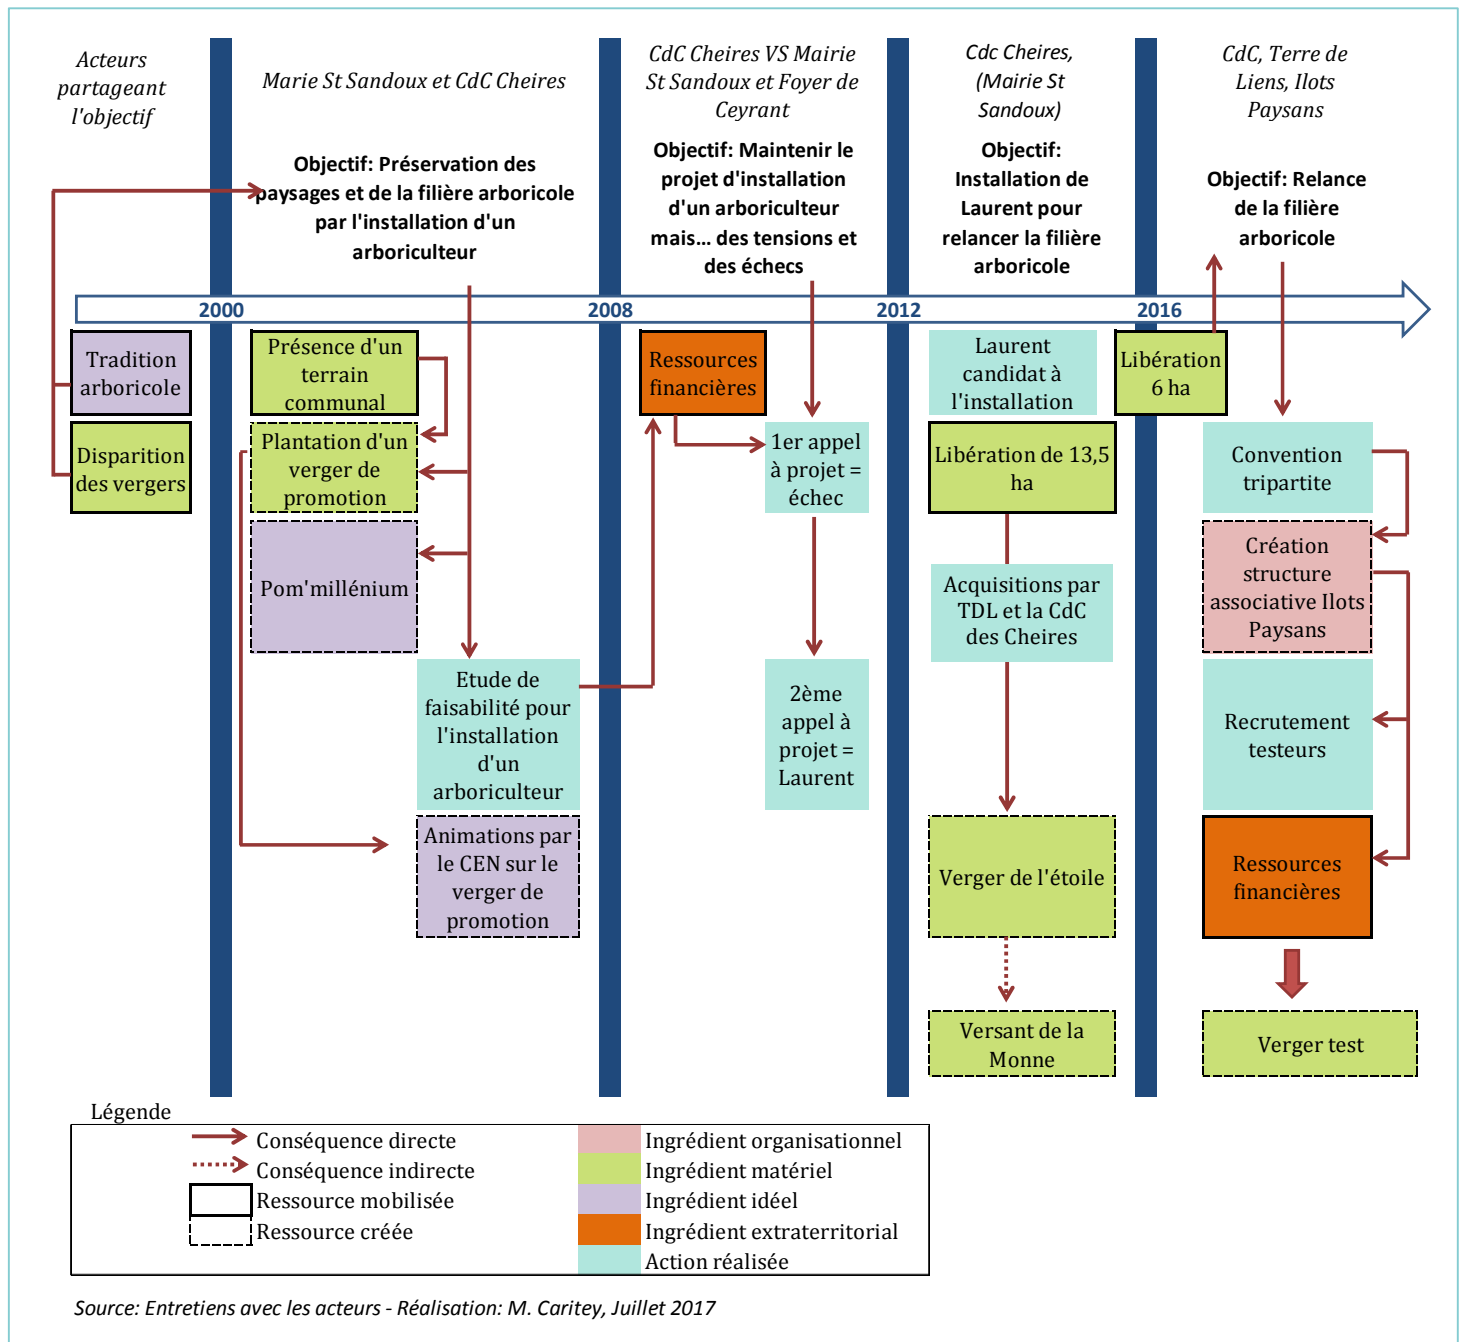 Acteurs
partageant
l'objectif
Marie St Sandoux et CdC Cheires
CdC Cheires VS Mairie
St Sandoux et Foyer de
Ceyrant
Cdc Cheires,
(Mairie St
Sandoux)
CdC, Terre de
Liens, Ilots
Paysans
Objectif: Préservation des
paysages et de la filière arboricole
par l'installation d'un
arboriculteur
Objectif: Maintenir le
projet d'installation
d'un arboriculteur
mais... des tensions et
des échecs
Objectif:
Installation de
Laurent pour
relancer la filière
arboricole
Objectif: Relance
de la filière
arboricole
2000
2008
2012
2016
Tradition
arboricole
Disparition
des vergers
Présence d'un
terrain
communal
Plantation d'un
verger de
promotion
Pom'millénium
Etude de
faisabilité pour
l'installation
d'un
arboriculteur
Animations par
le CEN sur le
verger de
promotion
Ressources
financières
1er appel
à projet =
échec
2ème
appel à
projet =
Laurent
Laurent
candidat à
l'installation
Libération de 13,5
ha
Acquisitions par
TDL et la CdC
des Cheires
Verger de l'étoile
Versant de la
Monne
Libération
6 ha
Convention
tripartite
Création
structure
associative Ilots
Paysans
Recrutement
testeurs
Ressources
financières
Verger test
Légende
Conséquence directe
Conséquence indirecte
Ressource mobilisée
Ressource créée
Ingrédient organisationnel
Ingrédient matériel
Ingrédient idéel
Ingrédient extraterritorial
Action réalisée
Source: Entretiens avec les acteurs - Réalisation: M. Caritey, Juillet 2017